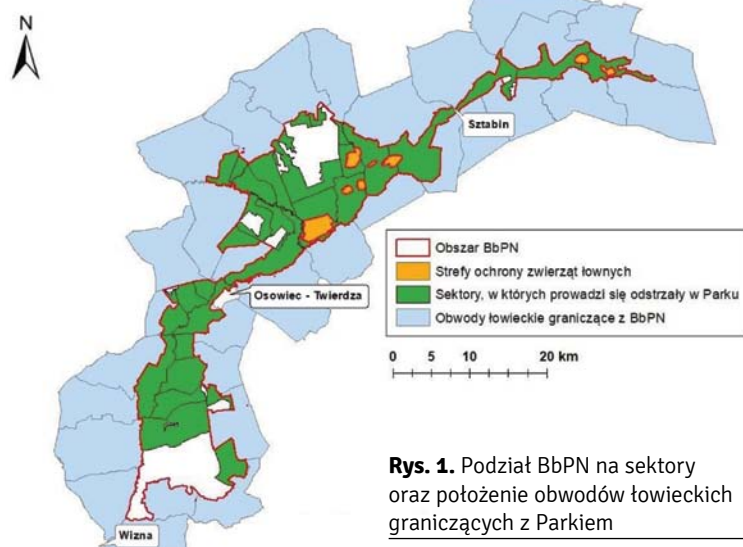 N
Sztabin
Osowiec - Twierdza
Wizna
Obszar BbPN
Strefy ochrony zwierząt łownych
Sektory, w których prowadzi się odstrzały w Parku
Obwody łowieckie graniczące z BbPN
0 5 10 20 km
Rys. 1. Podział BbPN na sektory
oraz położenie obwodów łowieckich
graniczących z Parkiem